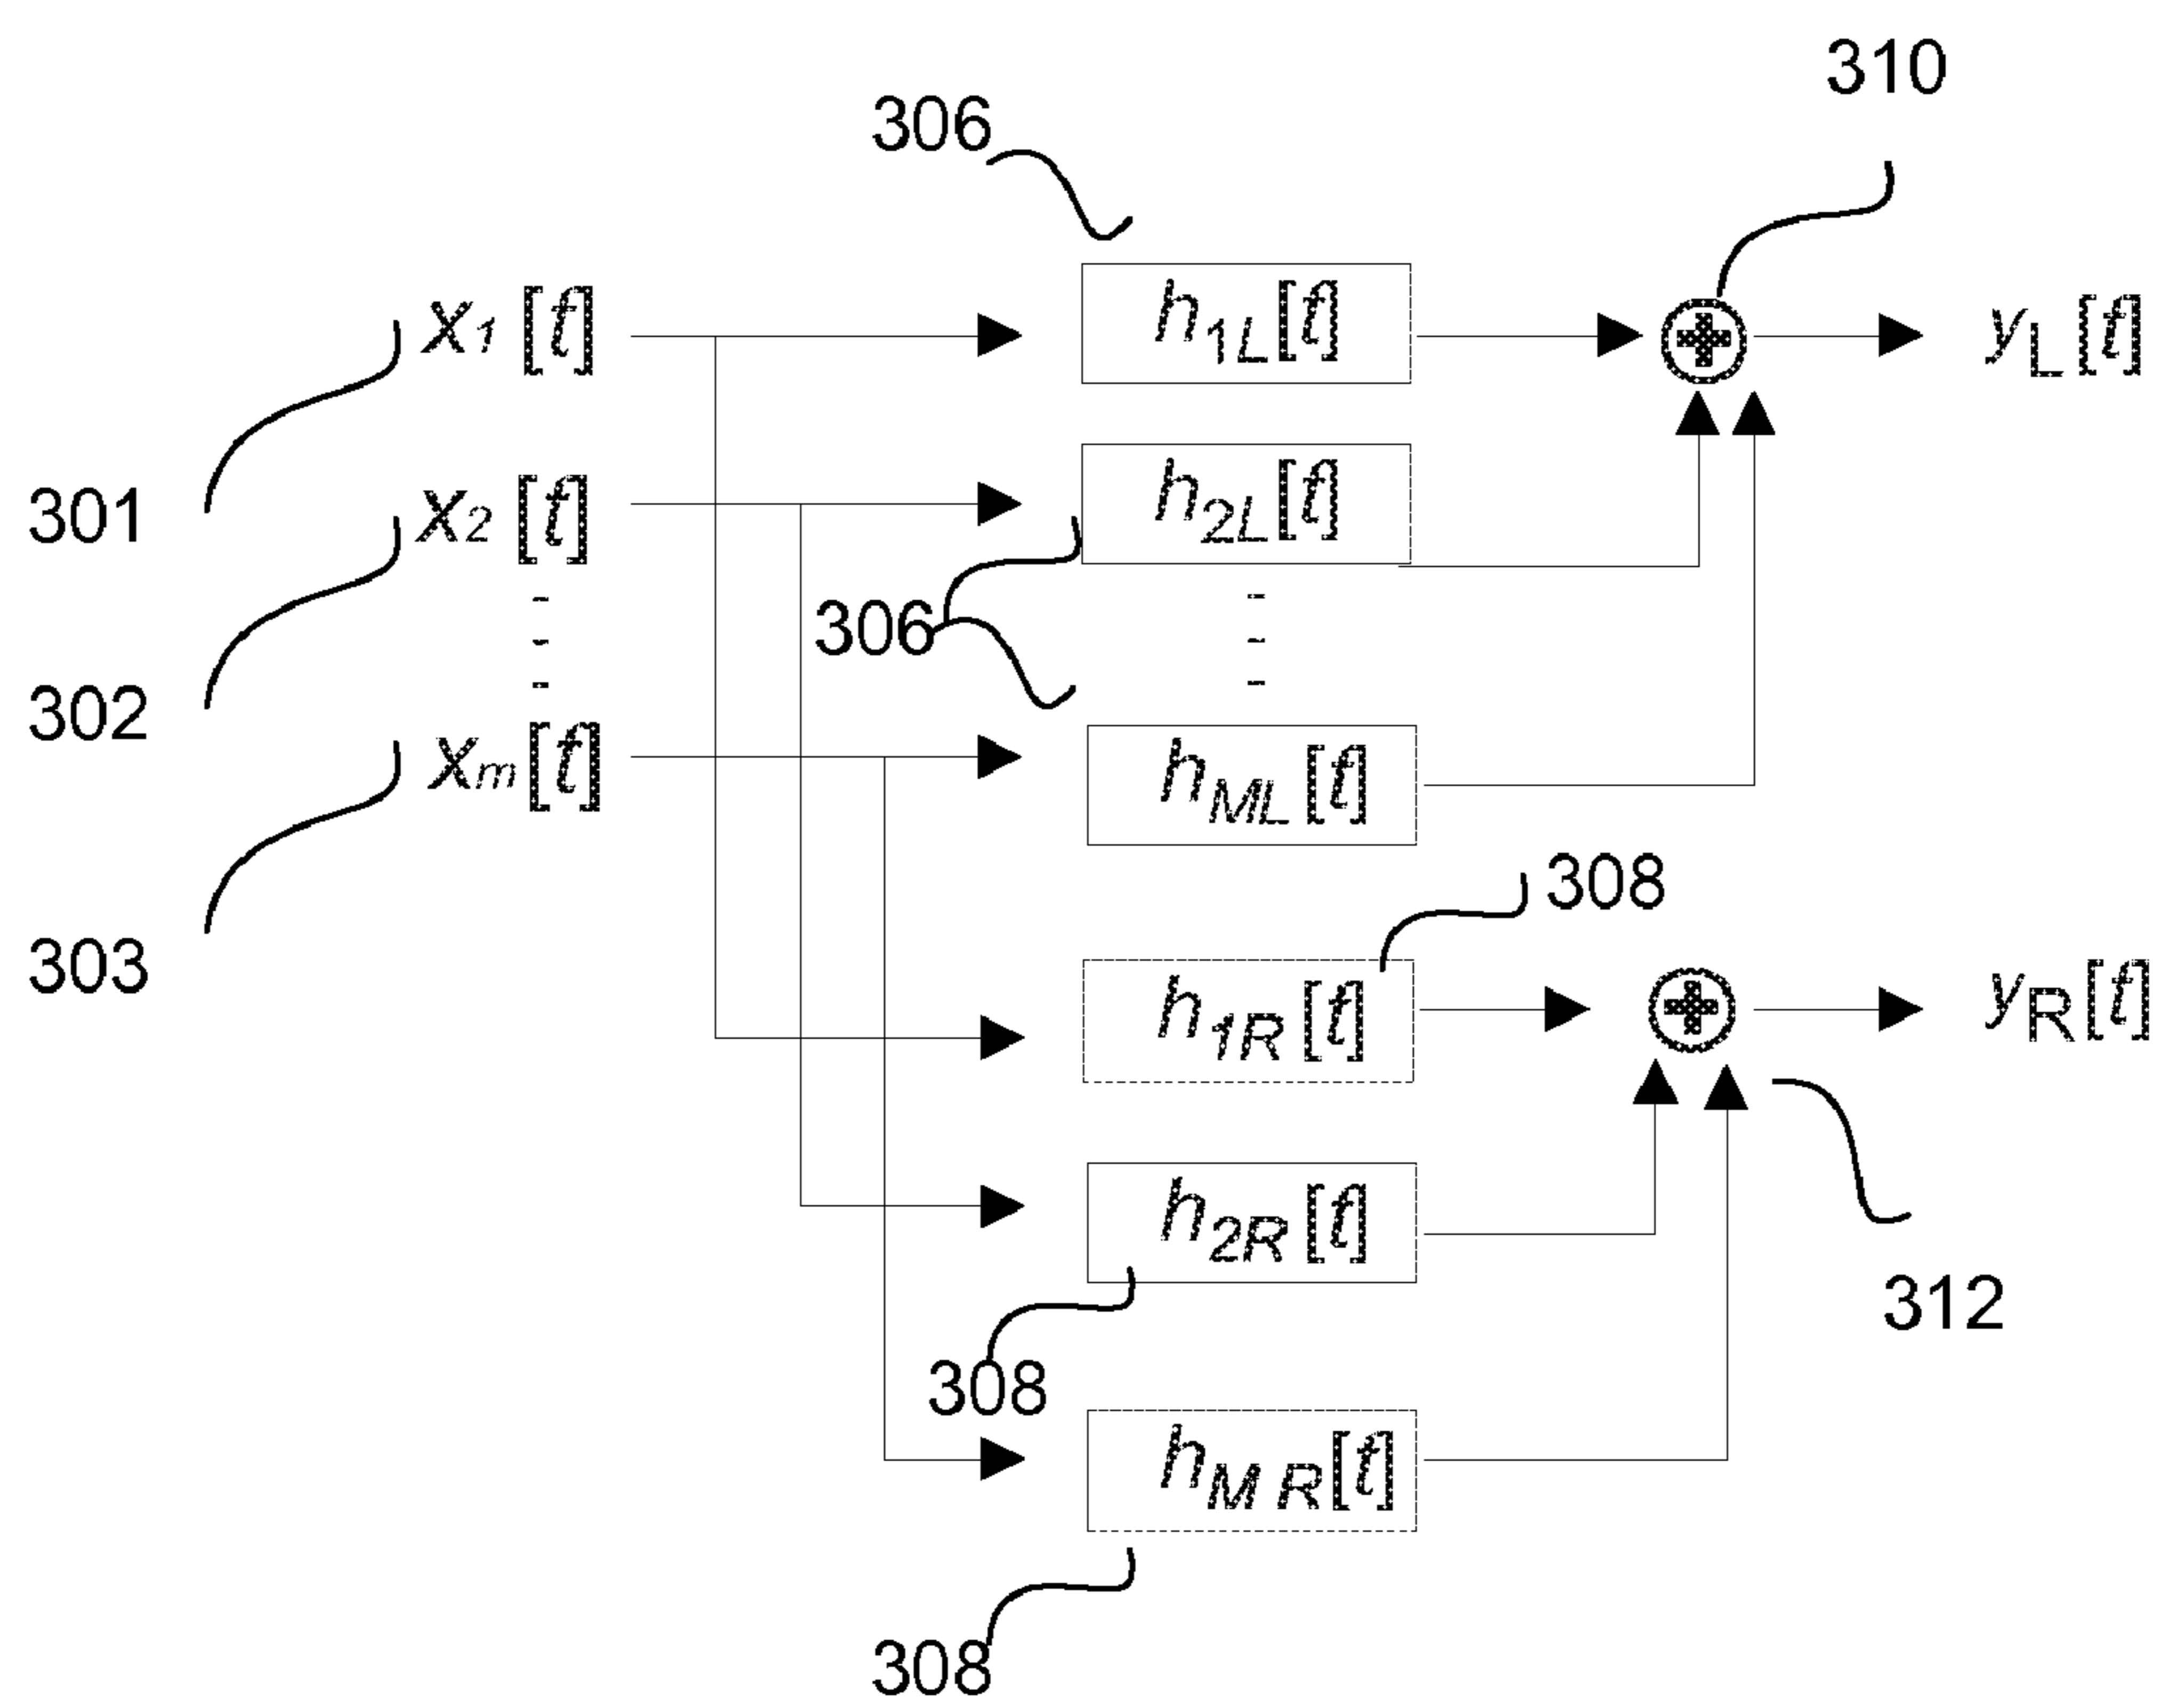 310
306
x1 [t]
h1L[t]
yL[t]
301
x2 [t]
h2L[t]
306
302
xm[t]
hML[t]
308
303
h1R[t]
yR[t]
h2R[t]
312
308
hMR[t]
308